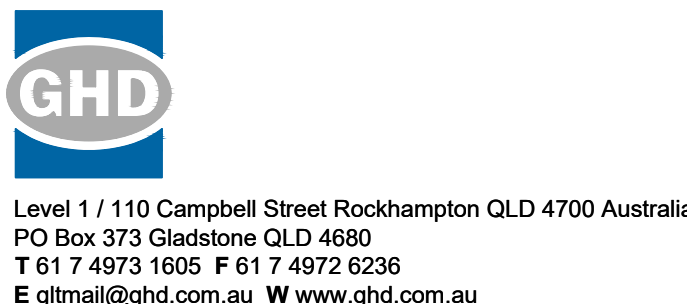 GHD
Level 1 / 110 Campbell Street Rockhampton QLD 4700 Australia
PO Box 373 Gladstone QLD 4680
T 61 7 4973 1605 F 61 7 4972 6236
E gltmail@ghd.com.au W www.ghd.com.au